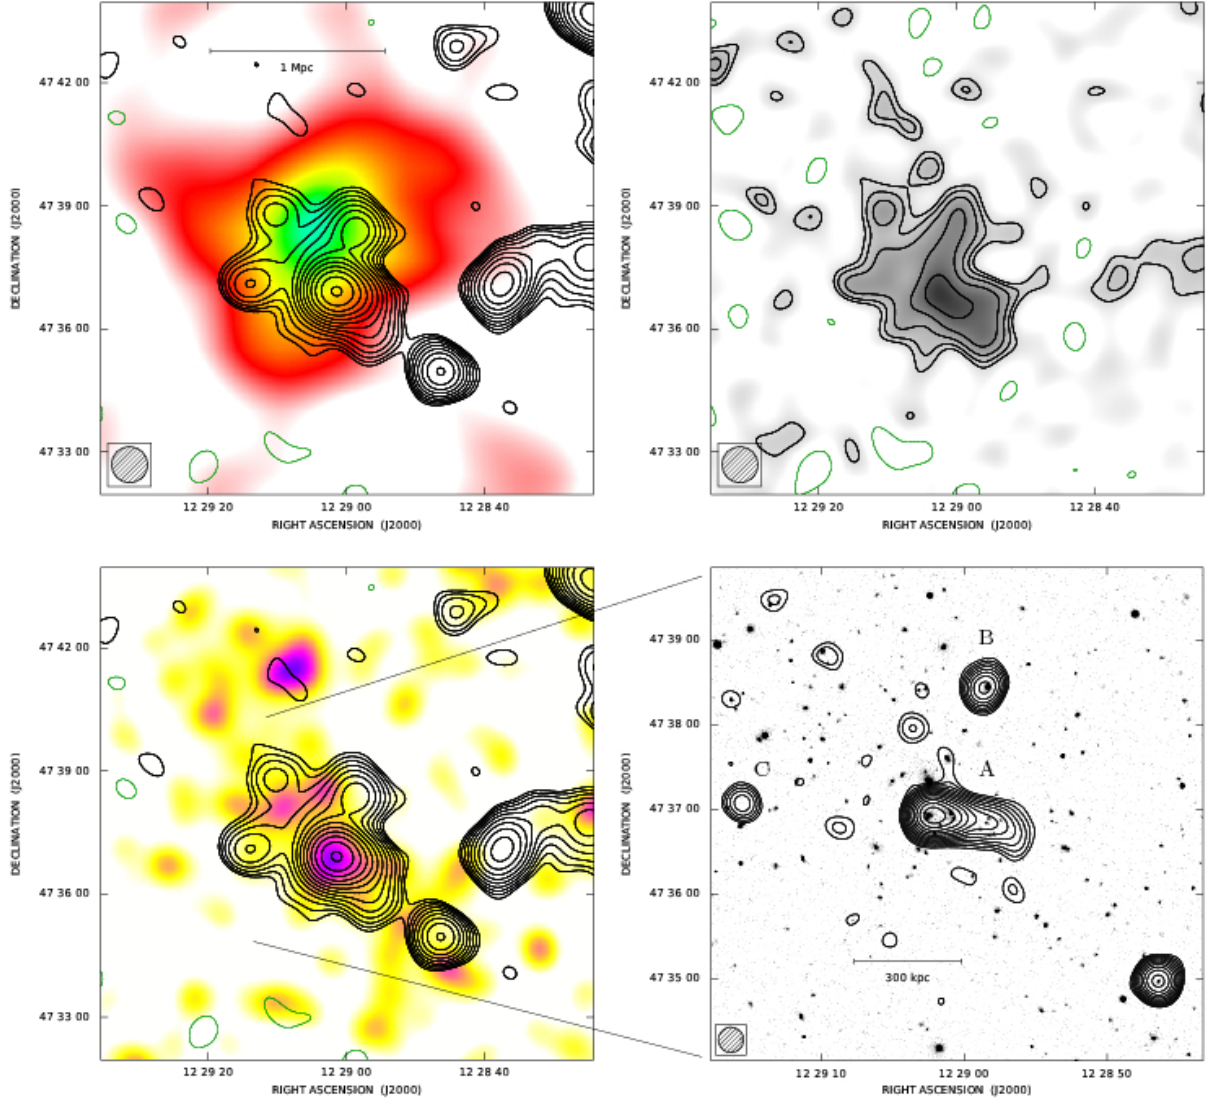 1 Mpc
47 42 00
47 39 00
47 36 00
47 33 00
DECLINATION (J2000)
12 29 20
12 29 00
12 28 40
RIGHT ASCENSION (J2000)
47 42 00
47 39 00
47 36 00
47 33 00
DECLINATION (J2000)
12 29 20
12 29 00
12 28 40
RIGHT ASCENSION (J2000)
47 42 00
47 39 00
47 36 00
47 33 00
DECLINATION (J2000)
12 29 20
12 29 00
12 28 40
RIGHT ASCENSION (J2000)
B
A
C
300 kpc
47 39 00
47 38 00
47 37 00
47 36 00
47 35 00
DECLINATION (J2000)
12 29 10
12 29 00
12 28 50
RIGHT ASCENSION (J2000)